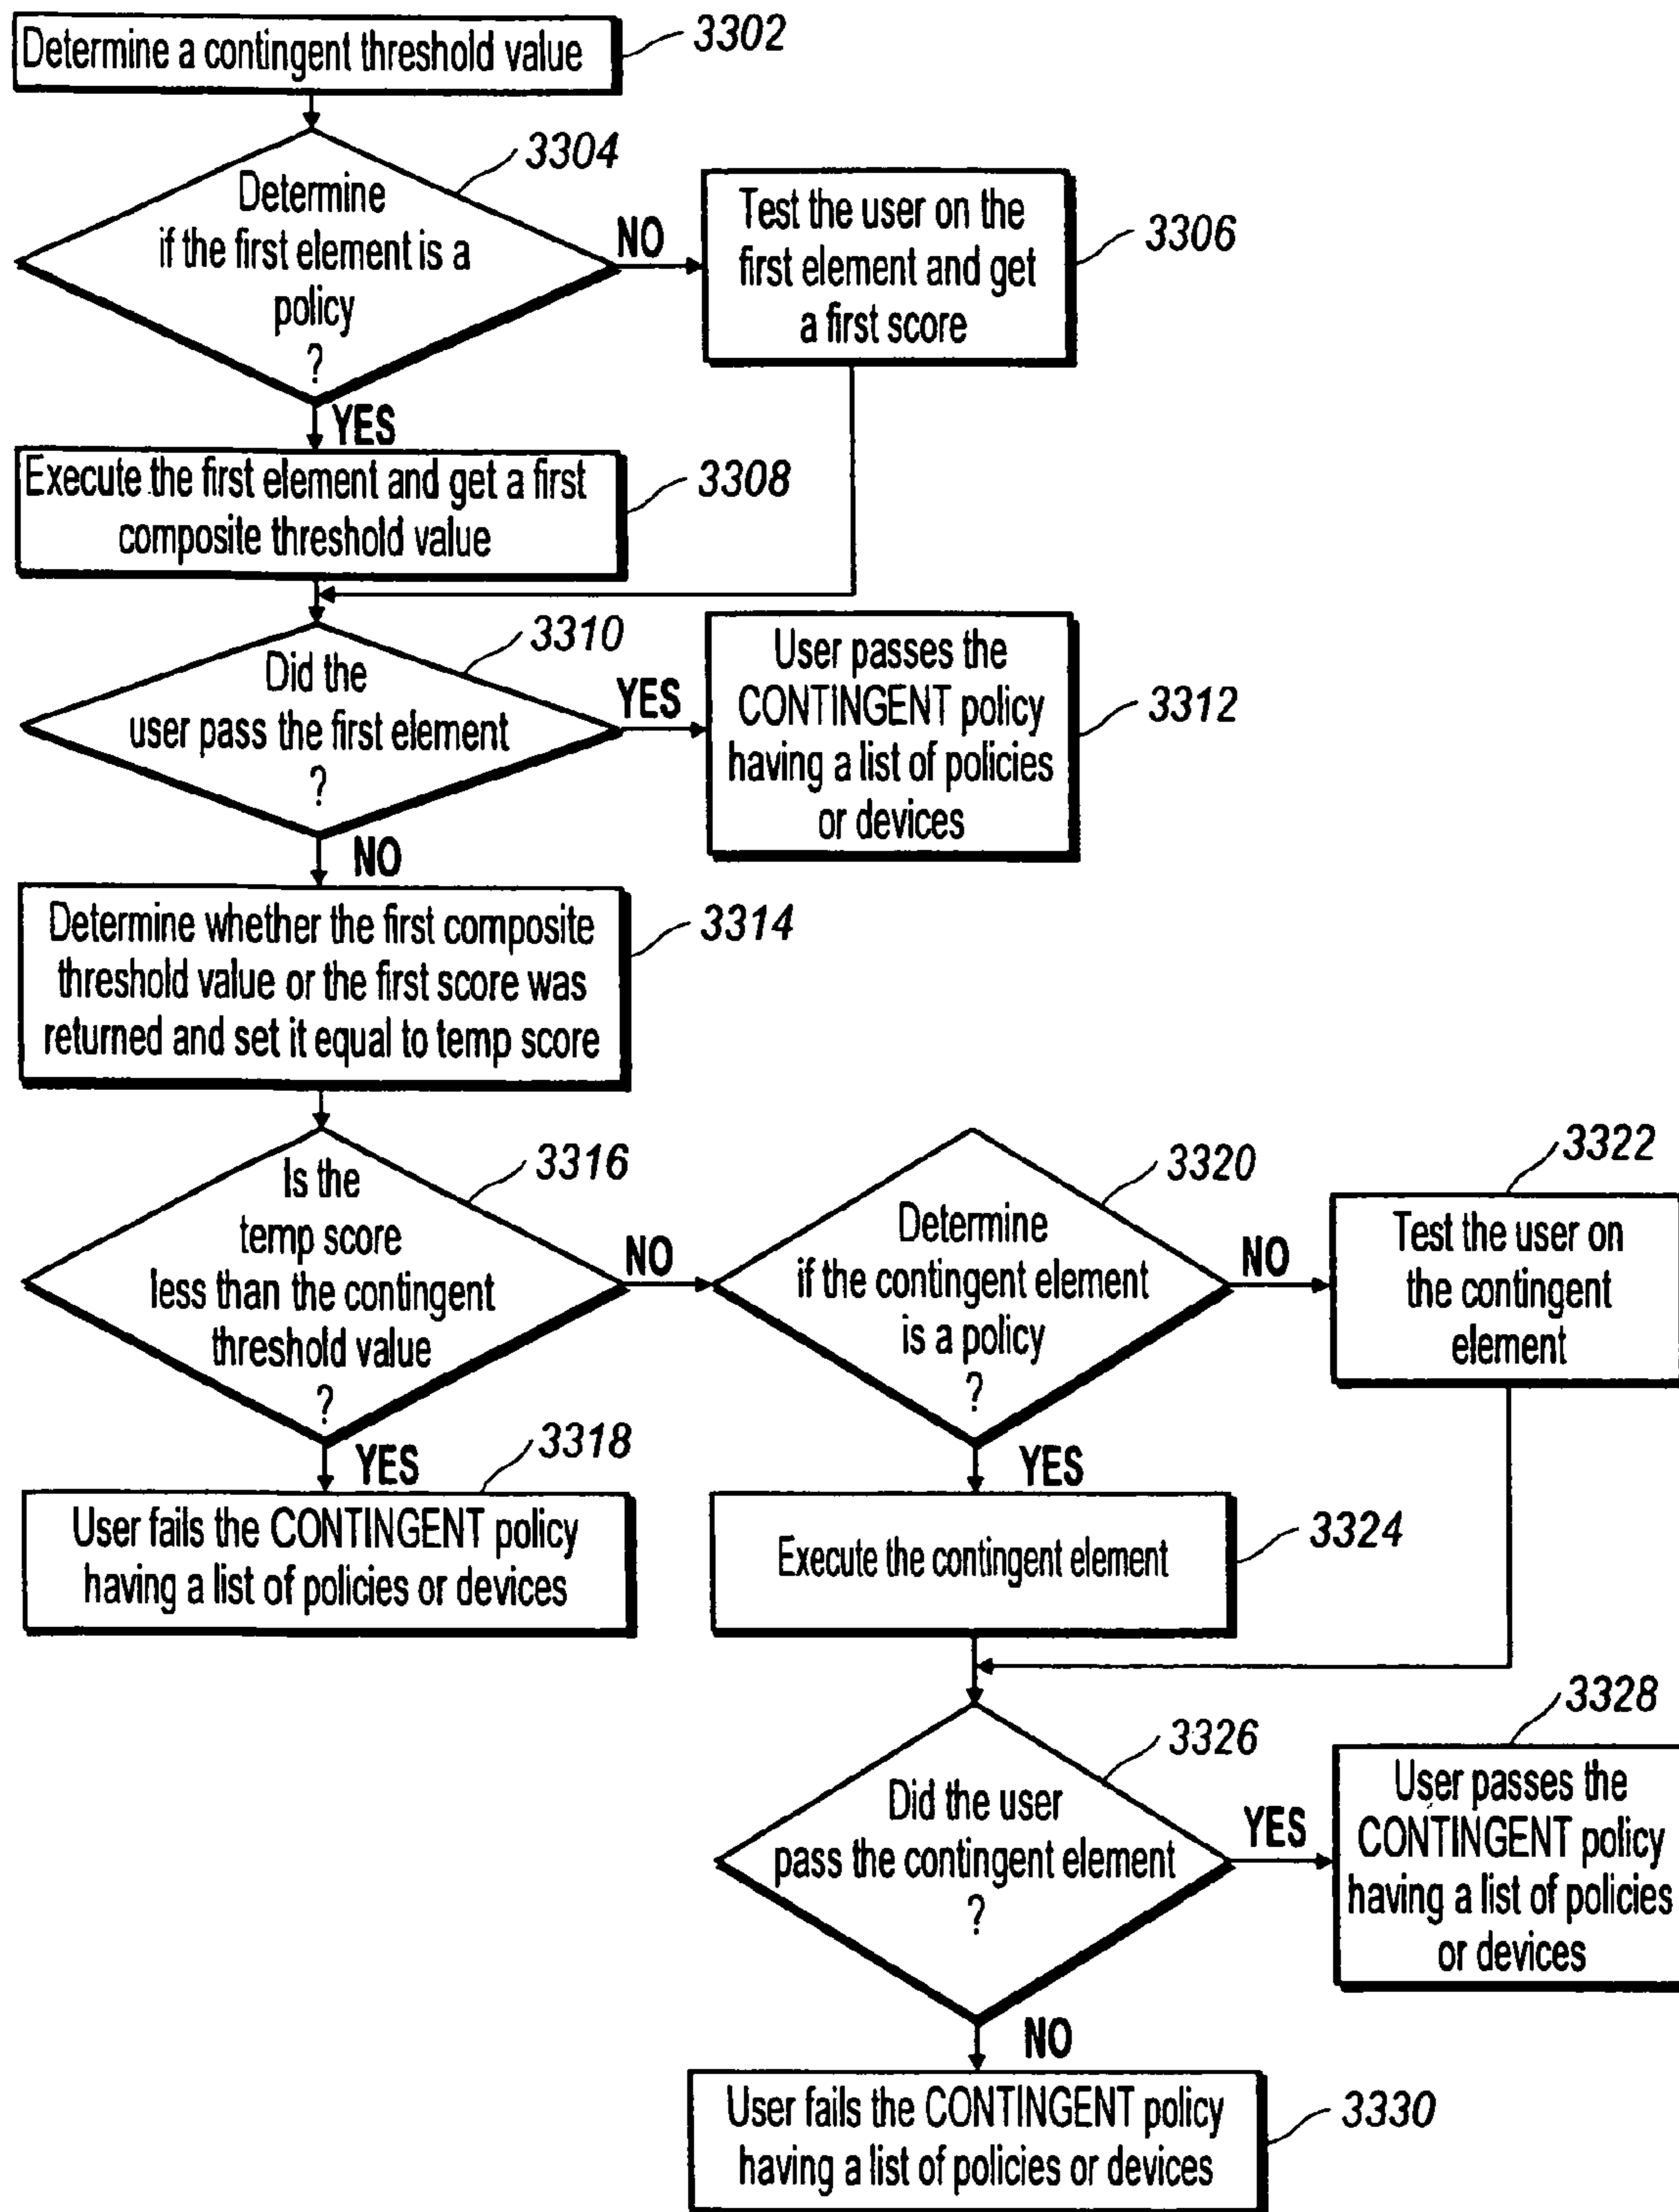 Determine a contingent threshold value
3302
3304
Determine
if the first element is a
policy
?
NO
YES
Test the user on the
first element and get
a first score
3306
Execute the first element and get a first
composite threshold value
3308
3310
Did the
user pass the first element
?
YES
NO
User passes the
CONTINGENT policy
having a list of policies
or devices
3312
Determine whether the first composite
threshold value or the first score was
returned and set it equal to temp score
3314
3316
Is the
temp score
less than the contingent
threshold value
?
NO
YES
3318
User fails the CONTINGENT policy
having a list of policies or devices
3320
Determine
if the contingent element
is a policy
?
NO
YES
3322
Test the user on
the contingent
element
Execute the contingent element
3324
3326
Did the user
pass the contingent element
?
YES
NO
3328
User passes the
CONTINGENT policy
having a list of policies
or devices
User fails the CONTINGENT policy
having a list of policies or devices
3330